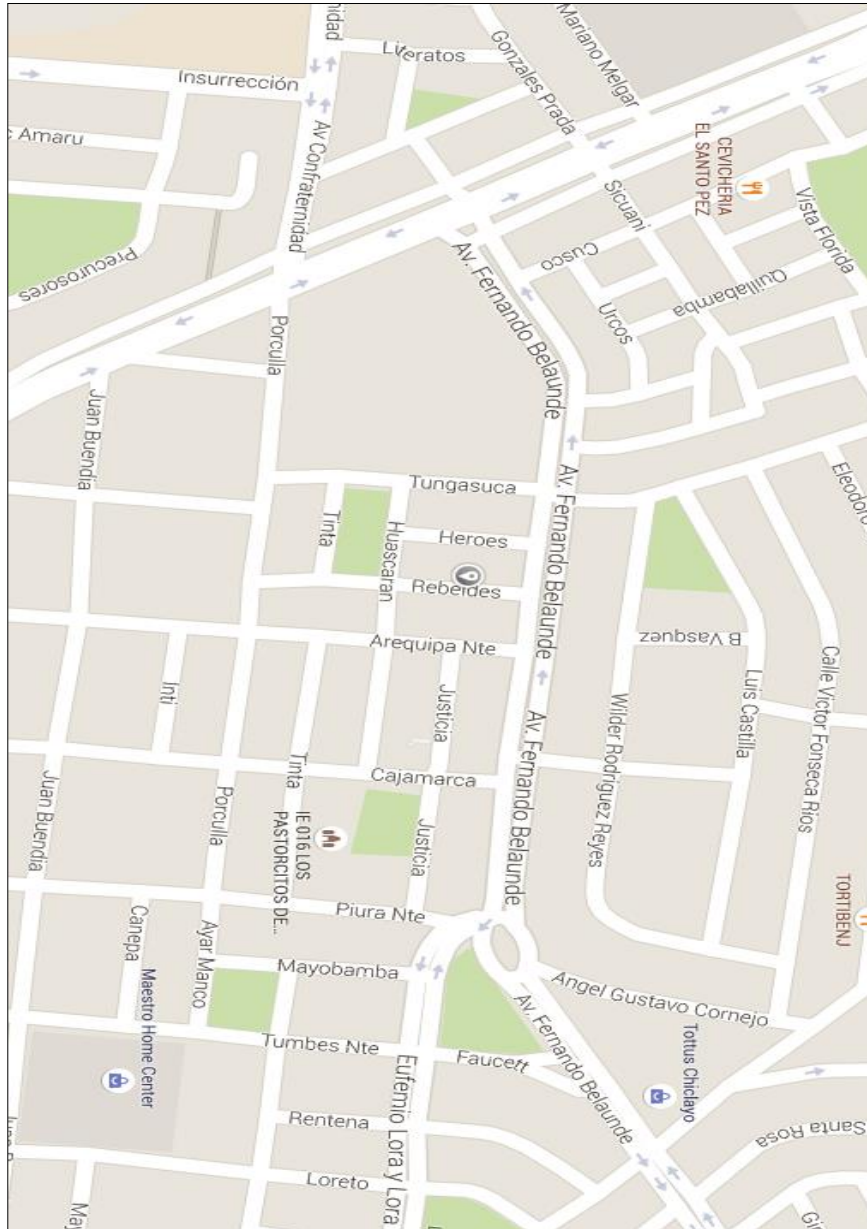 nidad
Literatos
Gonzales Prada
Mariano Melgar
Insurrección
Av Confraternidad
c Amaru
CEVICHERIA
EL SANTO PEZ
Sicuani
Vista Florida
Precurosores
Av. Fernando Belaunde
Cusco
Quillabamba
Urcos
Porculla
Juan Buendia
Eleodoro
Tungasuca
Av. Fernando Belaunde
Tinta
Huascaran
Heroes
Rebeldes
Arequipa Nte
B Vasquez
Luis Castilla
Calle Victor Fonseca Rios
Inti
Justicia
Wilder Rodriguez Reyes
Av. Fernando Belaunde
Juan Buendia
Porculla
Tinta
Cajamarca
IE 016 LOS
PASTORCITOS DE...
Justicia
TORTIBENJ
Piura Nte
Canepa
Ayar Manco
Mayobamba
Angel Gustavo Cornejo
Maestro Home Center
Av. Fernando Belaunde
Tottus Chiclayo
Tumbes Nte
Faucett
Eufemio Lora y Lora
Rentena
Santa Rosa
Loreto